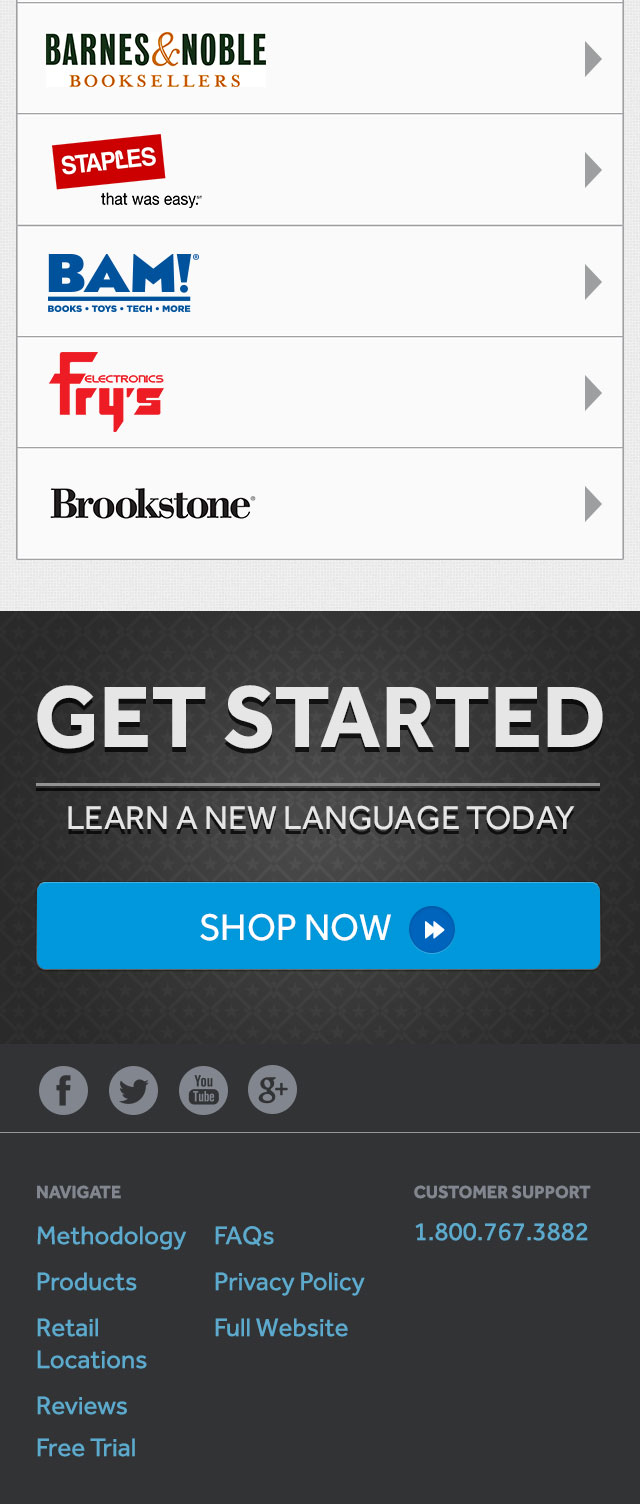 BARNES&NOBLE
BOOKSELLERS
STAPLES
that was easy.
BAM!®
BOOKS • TOYS • TECH • MORE
ELECTRONICS
Fry's
Brookstone®
GET STARTED
LEARN A NEW LANGUAGE TODAY
SHOP NOW
f
You
Tube
g+
NAVIGATE
Methodology
Products
Retail
Locations
Reviews
Free Trial
FAQs
Privacy Policy
Full Website
CUSTOMER SUPPORT
1.800.767.3882